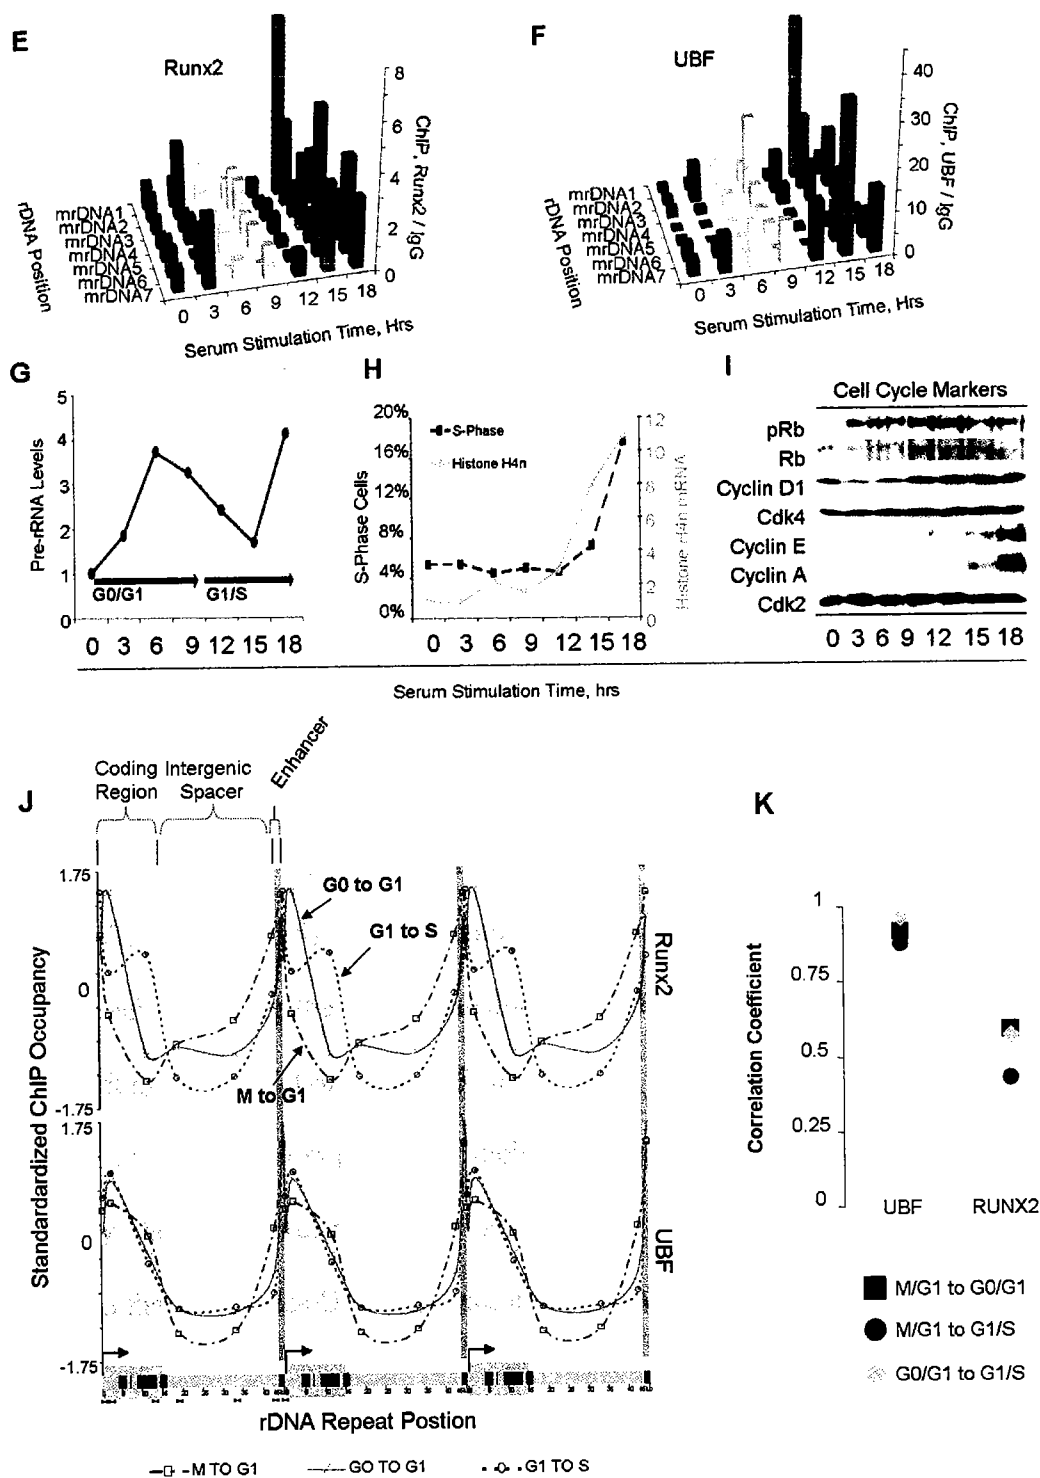 E
Runx2
8
6
4
2
0
ChIP, Runx2 / IgG
rDNA Position
mrDNA1
mrDNA2
mrDNA3
mrDNA4
mrDNA5
mrDNA6
mrDNA7
0 3 6 9 12 15 18
Serum Stimulation Time, Hrs
F
UBF
40
30
20
10
0
ChIP, UBF / IgG
rDNA Position
mrDNA1
mrDNA2
mrDNA3
mrDNA4
mrDNA5
mrDNA6
mrDNA7
0 3 6 9 12 15 18
Serum Stimulation Time, Hrs
G
Pre-rRNA Levels
5
4
3
2
1
0
G0/G1 G1/S
0 3 6 9 12 15 18
H
S-Phase Cells
20%
16%
12%
8%
4%
0%
S-Phase
Histone H4n
12
10
8
6
4
2
0
Histone H4n mRNA
0 3 6 9 12 15 18
I
Cell Cycle Markers
pRb
Rb
Cyclin D1
Cdk4
Cyclin E
Cyclin A
Cdk2
0 3 6 9 12 15 18
Serum Stimulation Time, hrs
J
Coding Region
Intergenic Spacer
Enhancer
Standardized ChIP Occupancy
1.75
0
-1.75
G0 to G1
G1 to S
M to G1
Runx2
1.75
0
-1.75
UBF
rDNA Repeat Postion
M TO G1 GO TO G1 G1 TO S
K
Correlation Coefficient
1
0.75
0.5
0.25
0
UBF RUNX2
M/G1 to G0/G1
M/G1 to G1/S
G0/G1 to G1/S